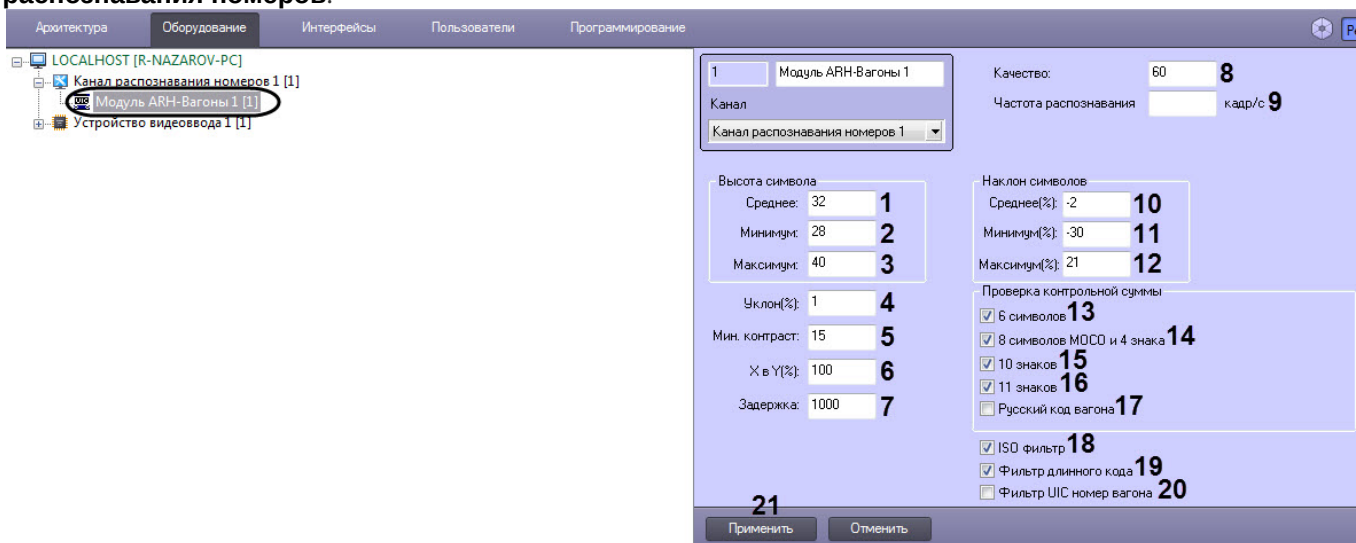 распознавания номеров.
Архитектура Оборудование Интерфейсы Пользователи Программирование
LOCALHOST [R-NAZAROV-PC]
Канал распознавания номеров 1 [1]
UIC Модуль ARH-Вагоны 1 [1]
Устройство видеоввода 1 [1]
1 Модуль ARH-Вагоны 1
Канал
Канал распознавания номеров 1
Качество: 60 8
Частота распознавания кадр/с 9
Высота символа
Среднее: 32 1
Минимум: 28 2
Максимум: 40 3
Уклон(%): 1 4
Мин. контраст: 15 5
X в Y(%): 100 6
Задержка: 1000 7
Наклон символов
Среднее(%): -2 10
Минимум(%): -30 11
Максимум(%): 21 12
Проверка контрольной суммы
6 символов 13
8 символов МОСО и 4 знака 14
10 знаков 15
11 знаков 16
Русский код вагона 17
ISO фильтр 18
Фильтр длинного кода 19
Фильтр UIC номер вагона 20
21
Применить Отменить